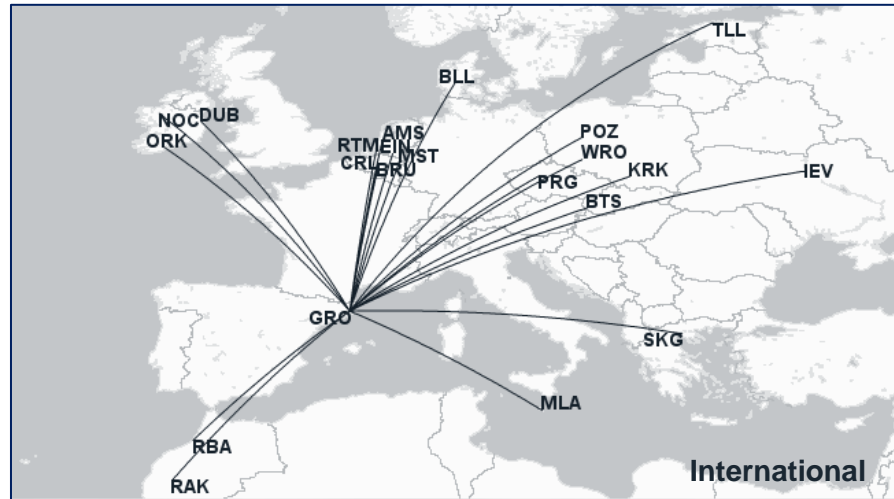 TLL
BLL
NOC DUB
ORK
AMS
RTM EIN
CRL MST
BRU
POZ
WRO
PRG
KRK
IEV
BTS
GRO
SKG
MLA
RBA
RAK
International